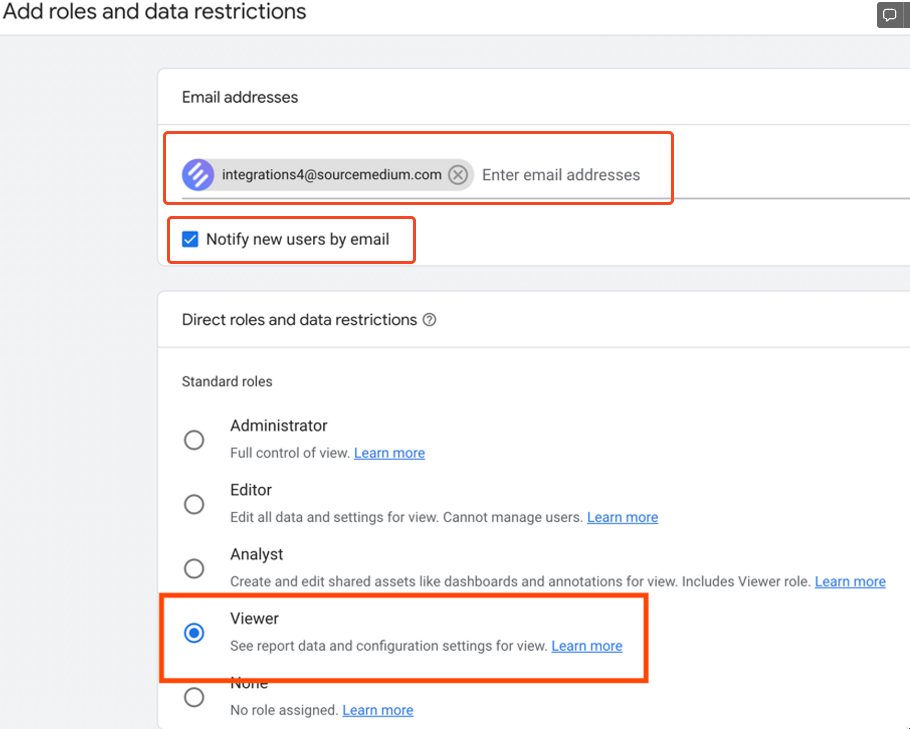 Add roles and data restrictions
Email addresses
integrations4@sourcemedium.com Enter email addresses
Notify new users by email
Direct roles and data restrictions
Standard roles
Administrator
Full control of view. Learn more
Editor
Edit all data and settings for view. Cannot manage users. Learn more
Analyst
Create and edit shared assets like dashboards and annotations for view. Includes Viewer role. Learn more
Viewer
See report data and configuration settings for view. Learn more
None
No role assigned. Learn more